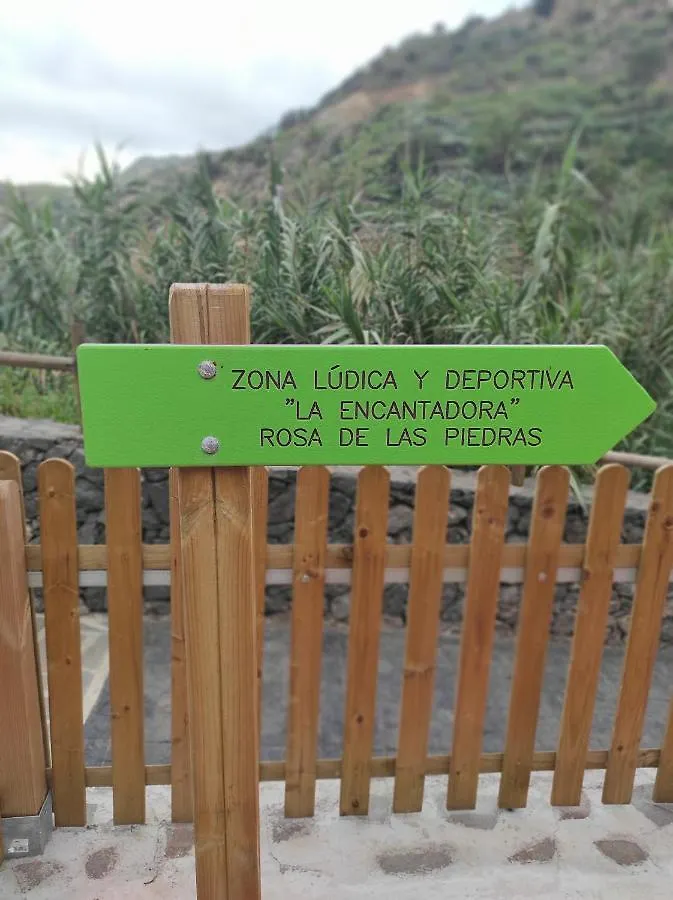 ZONA LÚDICA Y DEPORTIVA
"LA ENCANTADORA"
ROSA DE LAS PIEDRAS